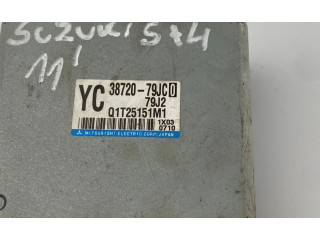 SUZUKI SX4
11'
YC 38720-79JC0
79J2
Q1T25151M1
1X03
0710
MITSUBISHI ELECTRIC CORP. JAPAN